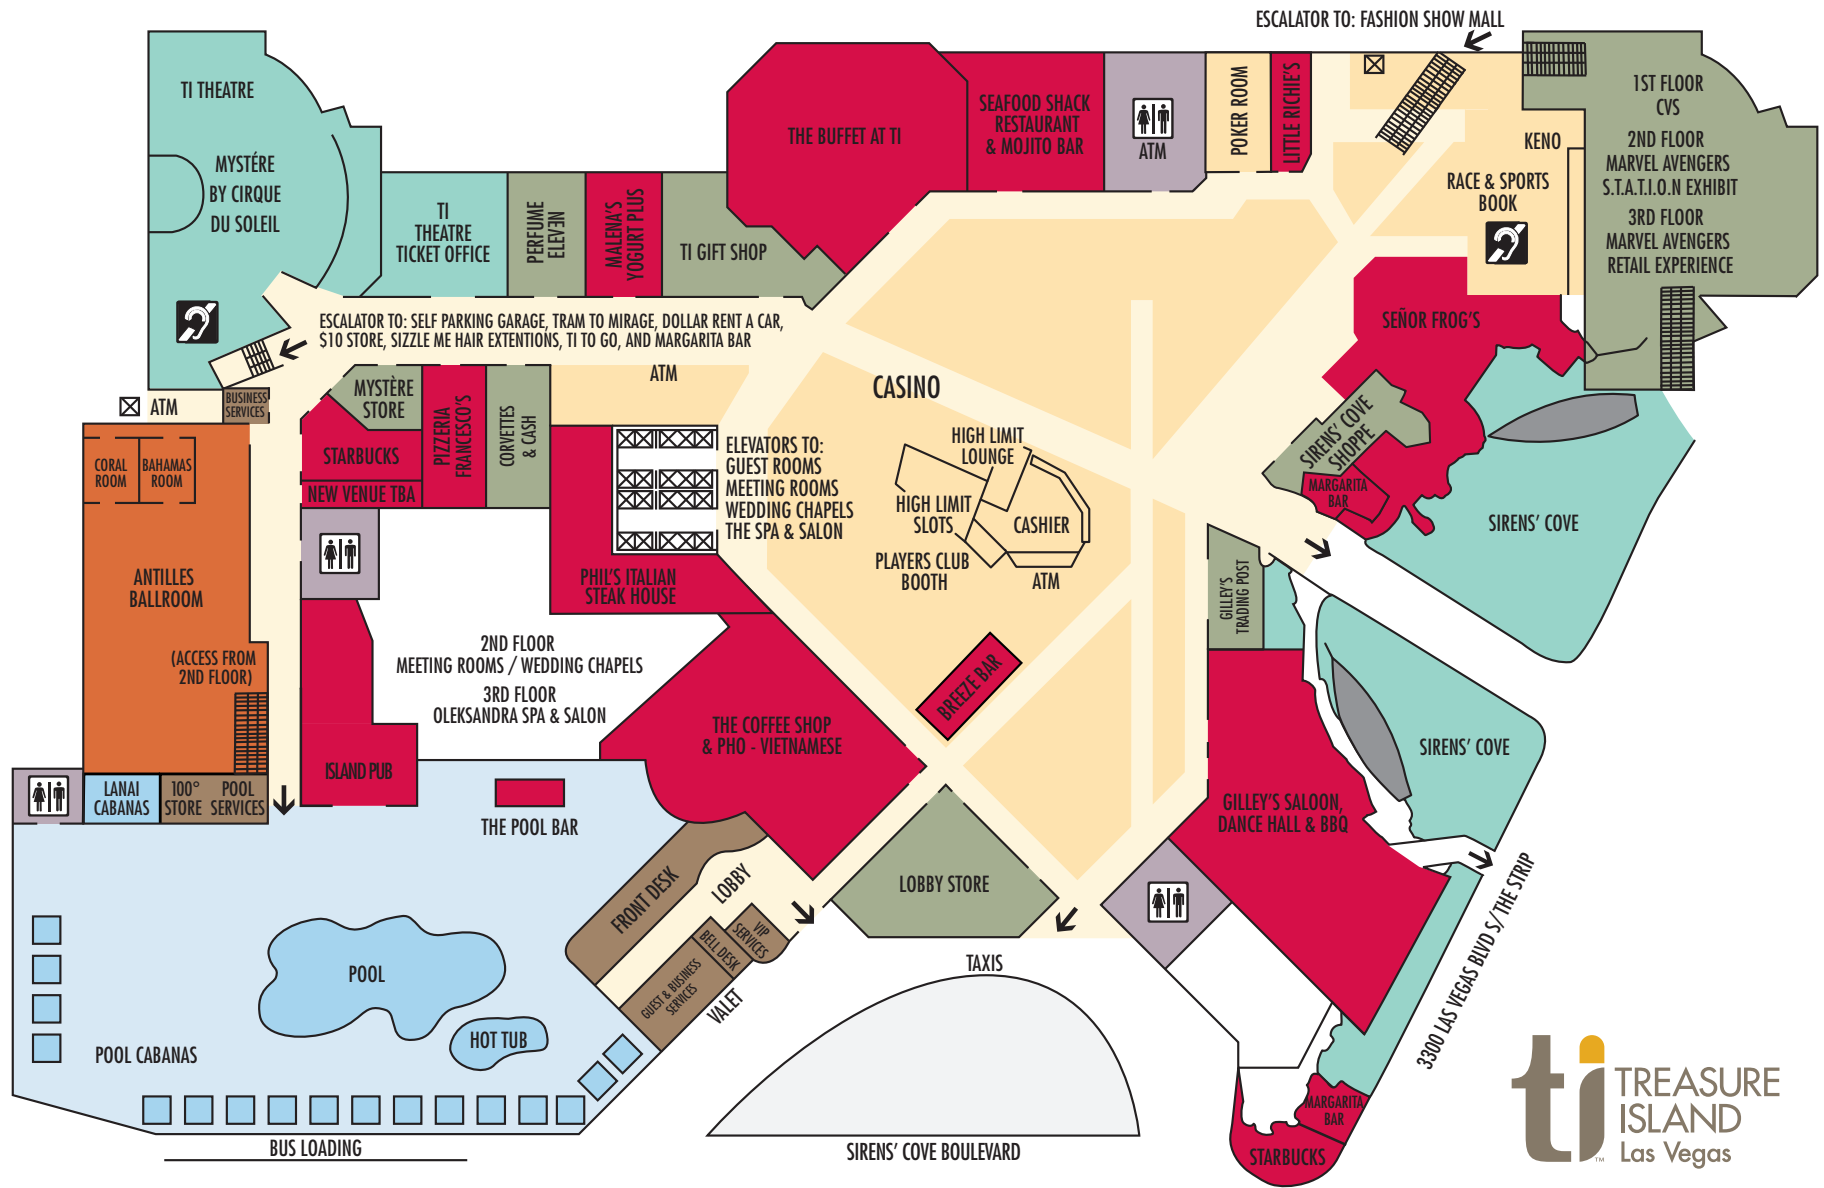 ESCALATOR TO: FASHION SHOW MALL
TI THEATRE
MYSTÉRE
BY CIRQUE
DU SOLEIL
TI
THEATRE
TICKET OFFICE
PERFUME
ELEVEN
MALENA'S
YOGURT PLUS
TI GIFT SHOP
THE BUFFET AT TI
SEAFOOD SHACK
RESTAURANT
& MOJITO BAR
ATM
POKER ROOM
LITTLE RICHIE'S
KENO
RACE & SPORTS
BOOK
1ST FLOOR
CVS
2ND FLOOR
MARVEL AVENGERS
S.T.A.T.I.O.N EXHIBIT
3RD FLOOR
MARVEL AVENGERS
RETAIL EXPERIENCE
ESCALATOR TO: SELF PARKING GARAGE, TRAM TO MIRAGE, DOLLAR RENT A CAR,
$10 STORE, SIZZLE ME HAIR EXTENTIONS, TI TO GO, AND MARGARITA BAR
ATM
SEÑOR FROG'S
SIRENS' COVE
SHOPPE
MARGARITA
BAR
SIRENS' COVE
ATM
BUSINESS
SERVICES
MYSTÈRE
STORE
STARBUCKS
NEW VENUE TBA
PIZZERIA
FRANCESCO'S
CORVETTES
& CASH
CASINO
ELEVATORS TO:
GUEST ROOMS
MEETING ROOMS
WEDDING CHAPELS
THE SPA & SALON
HIGH LIMIT
LOUNGE
HIGH LIMIT
SLOTS
CASHIER
PLAYERS CLUB
BOOTH
ATM
CORAL
ROOM
BAHAMAS
ROOM
ANTILLES
BALLROOM
(ACCESS FROM
2ND FLOOR)
PHIL'S ITALIAN
STEAK HOUSE
2ND FLOOR
MEETING ROOMS / WEDDING CHAPELS
3RD FLOOR
OLEKSANDRA SPA & SALON
GILLEY'S
TRADING POST
BREEZE BAR
THE COFFEE SHOP
& PHO - VIETNAMESE
SIRENS' COVE
ISLAND PUB
LANAI
CABANAS
100°
STORE
POOL
SERVICES
THE POOL BAR
GILLEY'S SALOON,
DANCE HALL & BBQ
FRONT DESK
LOBBY
LOBBY STORE
VIP
SERVICES
BELL DESK
GUEST & BUSINESS
SERVICES
VALET
TAXIS
POOL
HOT TUB
POOL CABANAS
3300 LAS VEGAS BLVD S/THE STRIP
BUS LOADING
SIRENS' COVE BOULEVARD
MARGARITA
BAR
STARBUCKS
ti
TM
TREASURE
ISLAND
Las Vegas